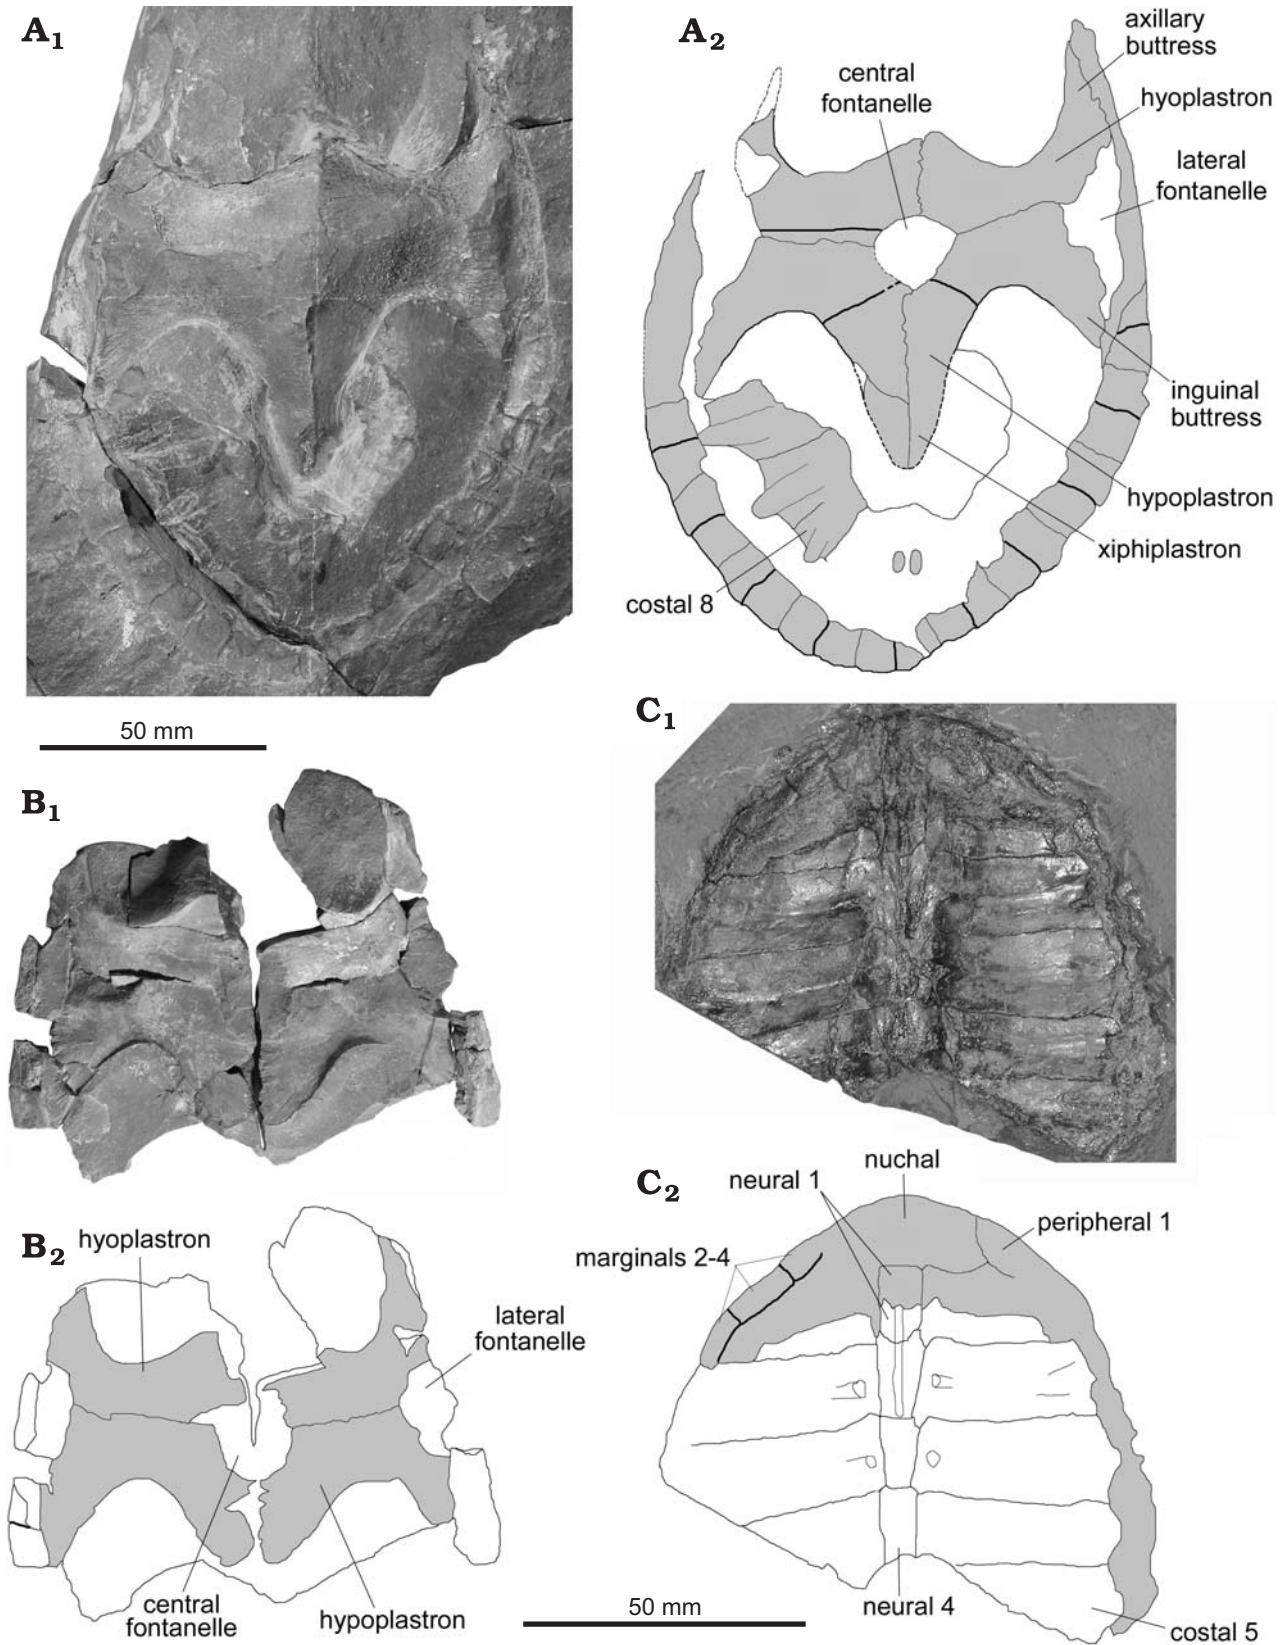 A1
A2
axillary
buttress
central
fontanelle
hyoplastron
lateral
fontanelle
inguinal
buttress
hypoplastron
xiphiplastron
costal 8
50 mm
C1
B1
C2
nuchal
neural 1
peripheral 1
marginals 2-4
B2
hyoplastron
lateral
fontanelle
central
fontanelle
hypoplastron
50 mm
neural 4
costal 5